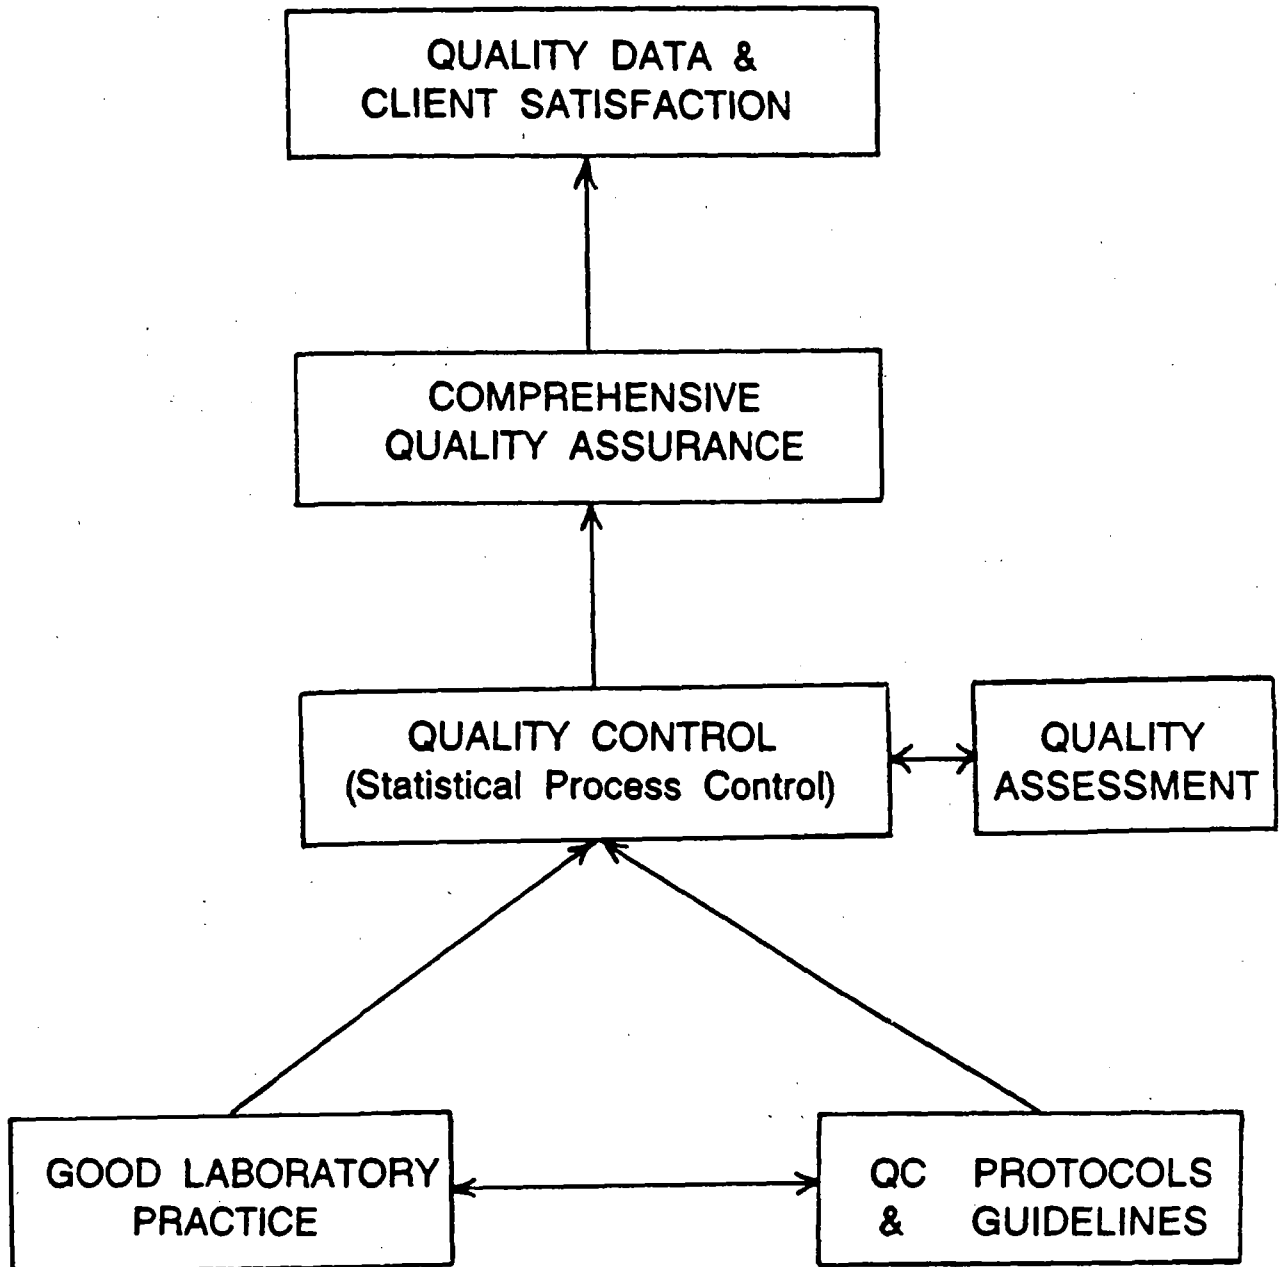 QUALITY DATA &
CLIENT SATISFACTION
COMPREHENSIVE
QUALITY ASSURANCE
QUALITY CONTROL
(Statistical Process Control)
QUALITY
ASSESSMENT
GOOD LABORATORY
PRACTICE
QC PROTOCOLS
& GUIDELINES